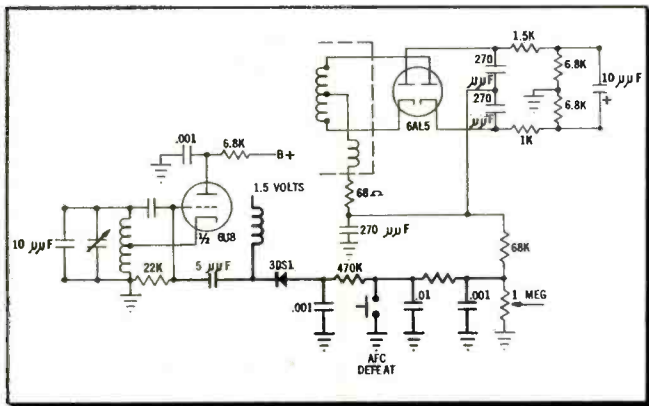 1.5K
270
μμF
6.8K
10 μμF
+
270
μμF
6.8K
6AL5
1K
.001
6.8K
B+
1.5 VOLTS
68Ω
½ 6U8
10 μμF
270 μμF
22K
5 μμF
3DS1
470K
68K
.001
.01
.001
1 MEG
AFC
DEFEAT